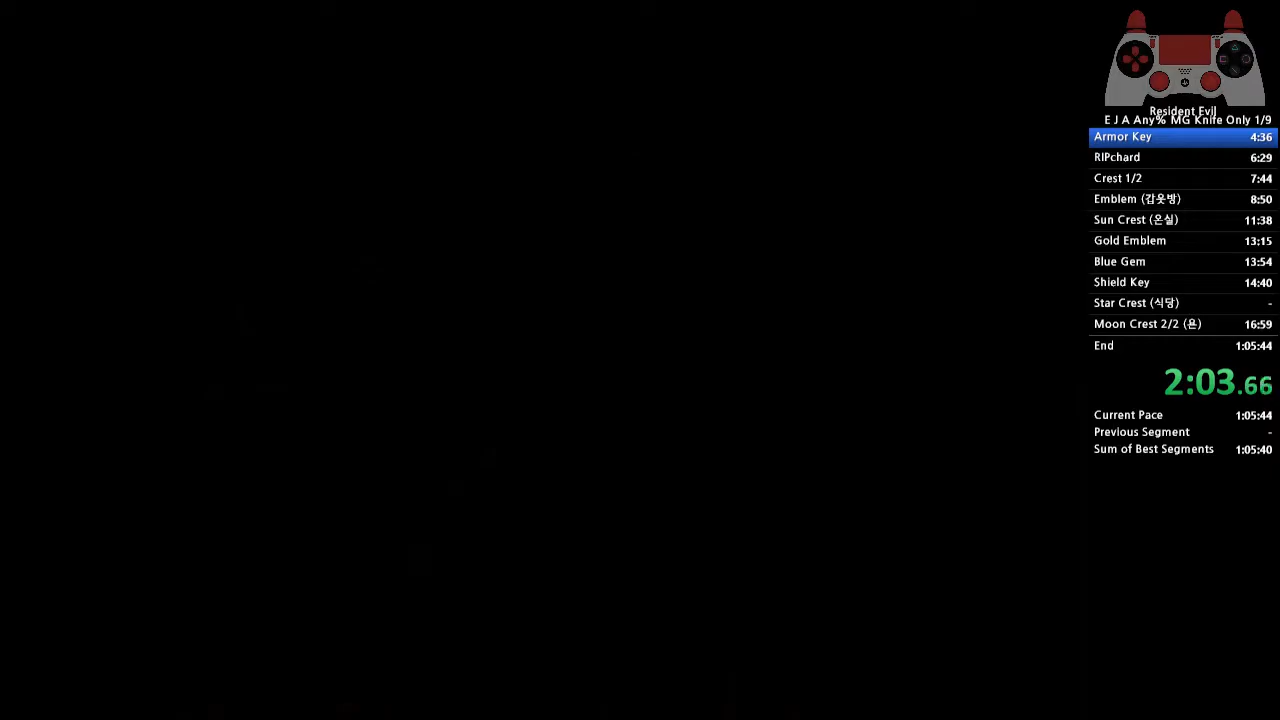 Resident Evil
E J A Any% MG Knife Only 1/9
Armor Key 4:36
RIPchard 6:29
Crest 1/2 7:44
Emblem (갑옷방) 8:50
Sun Crest (온실) 11:38
Gold Emblem 13:15
Blue Gem 13:54
Shield Key 14:40
Star Crest (식당) -
Moon Crest 2/2 (욘) 16:59
End 1:05:44
2:03.66
Current Pace 1:05:44
Previous Segment -
Sum of Best Segments 1:05:40